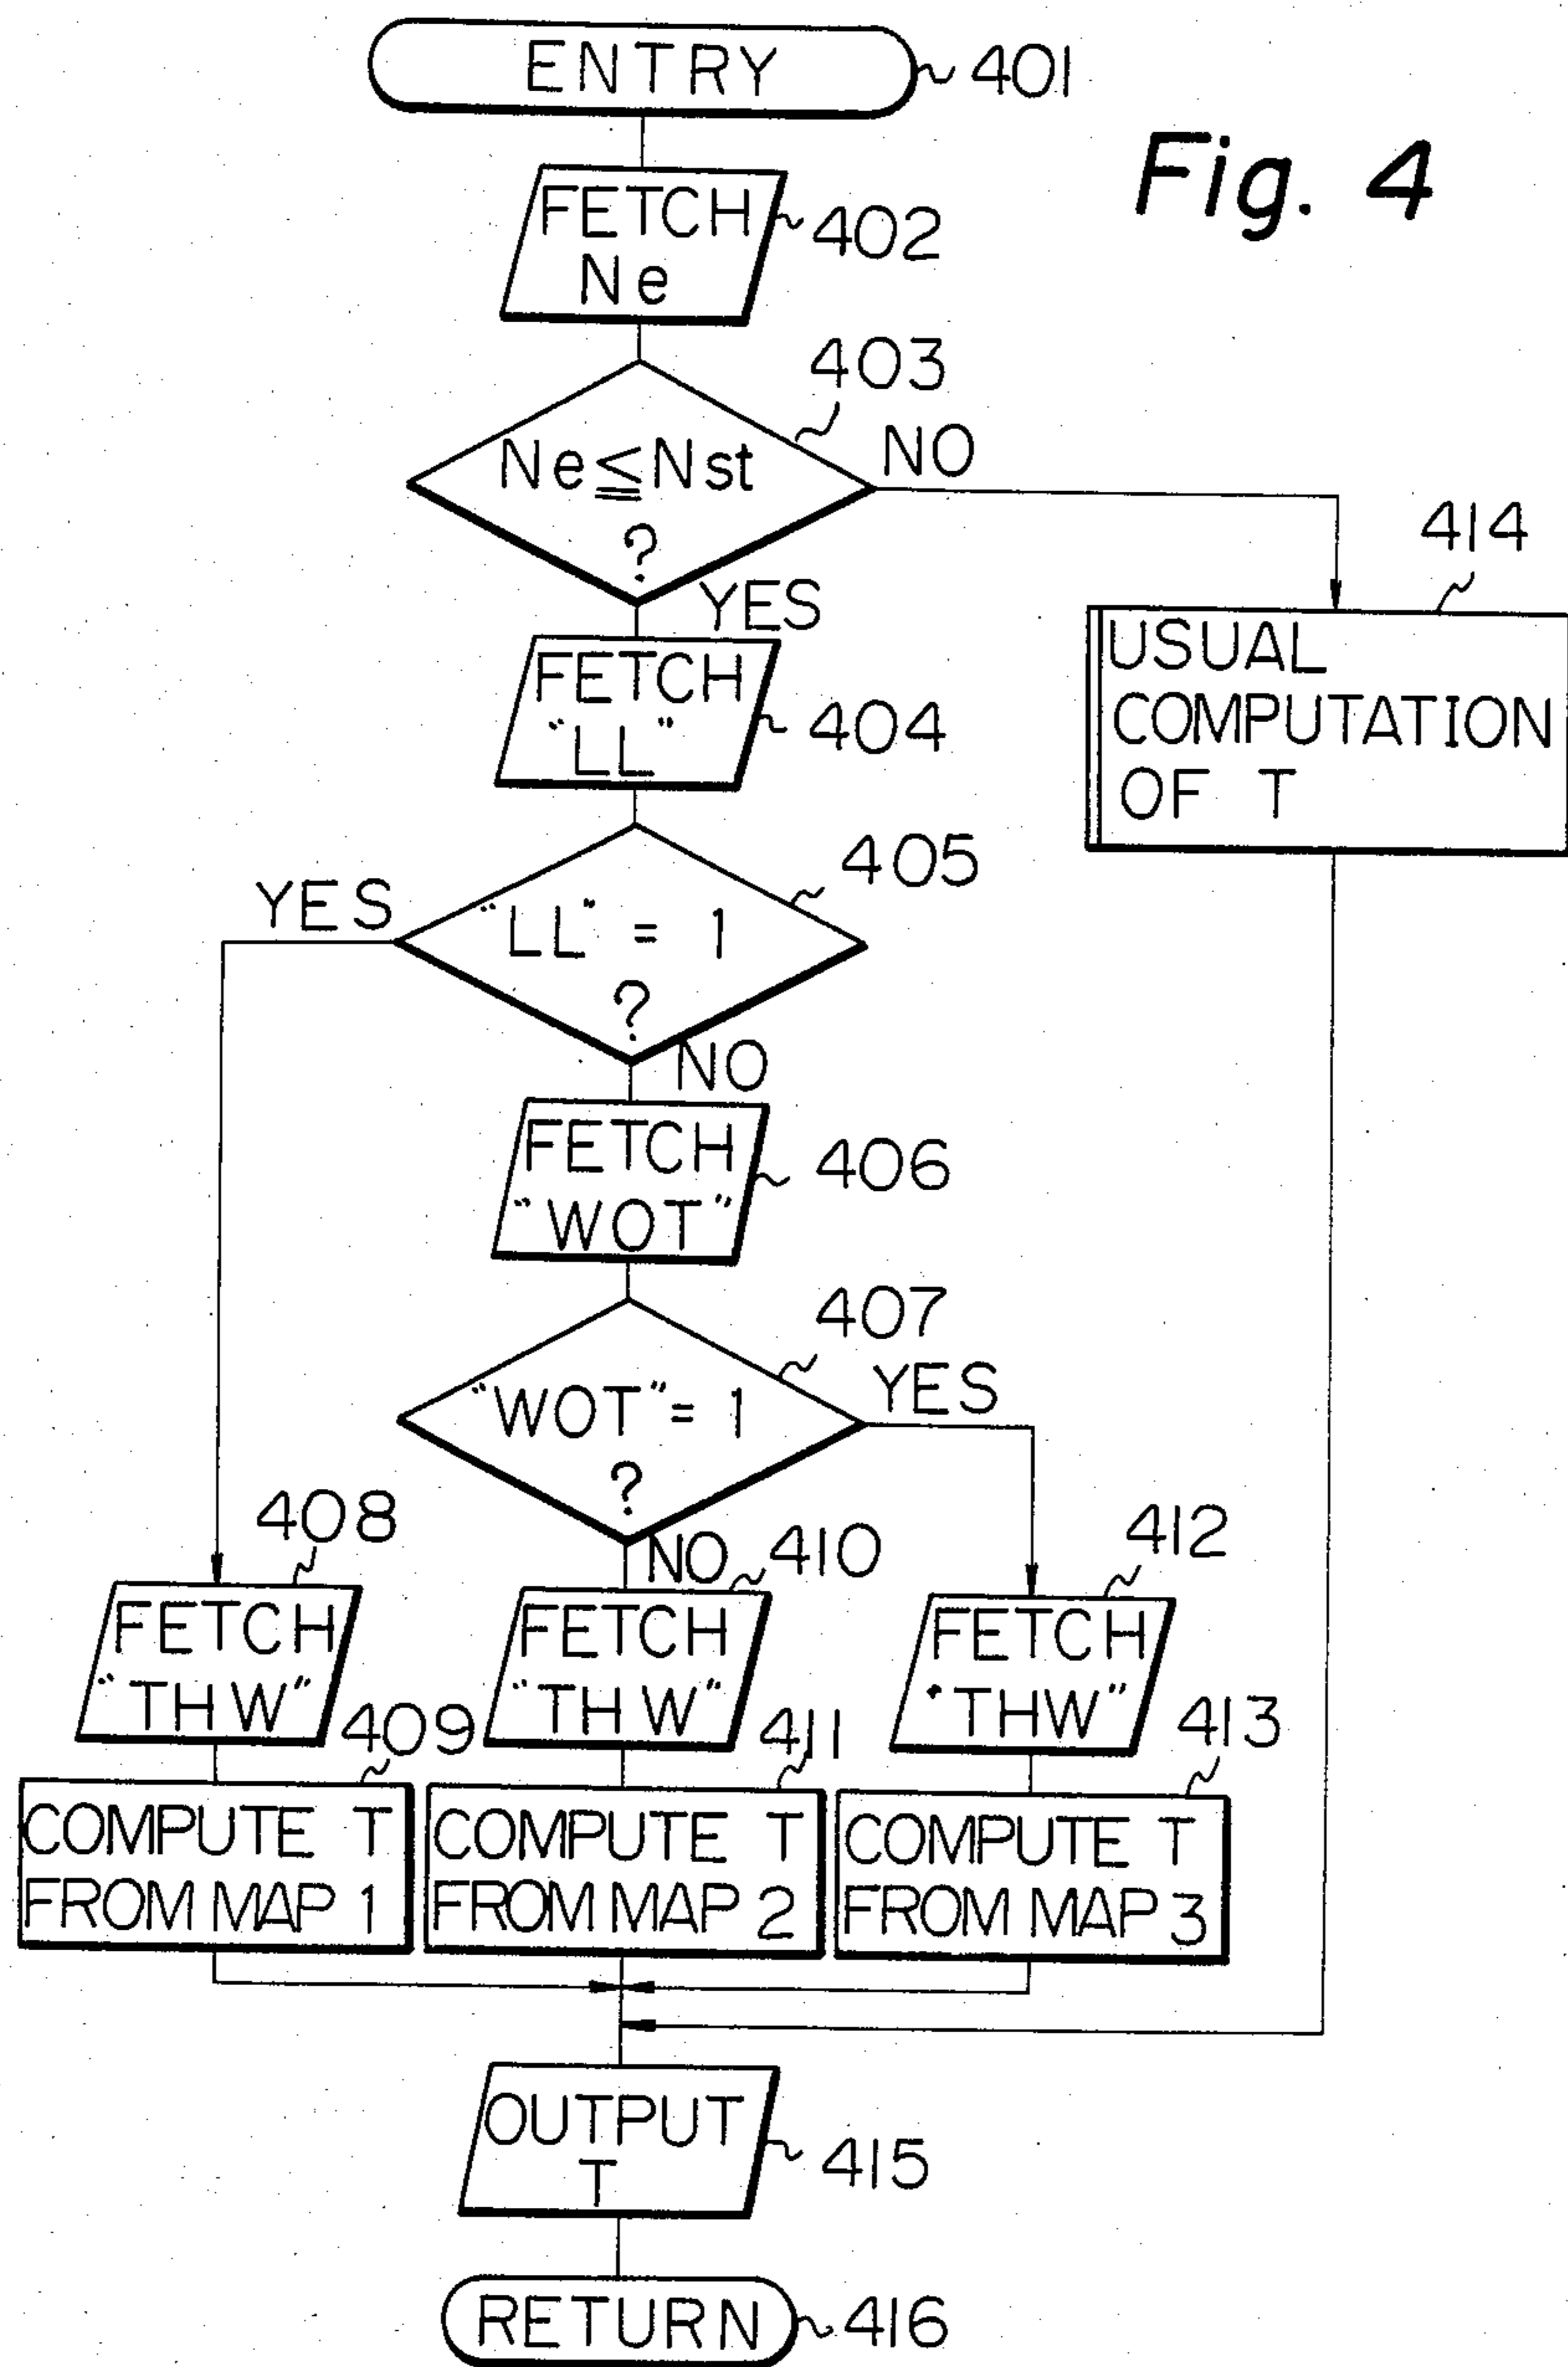 ENTRY
401
Fig. 4
FETCH
Ne
402
403
Ne ≦ Nst
?
NO
YES
414
USUAL
COMPUTATION
OF T
FETCH
"LL"
404
405
YES
"LL" = 1
?
NO
FETCH
"WOT"
406
407
"WOT" = 1
?
YES
NO
408
FETCH
"THW"
410
FETCH
"THW"
412
FETCH
"THW"
409
COMPUTE T
FROM MAP 1
411
COMPUTE T
FROM MAP 2
413
COMPUTE T
FROM MAP 3
OUTPUT
T
415
RETURN
416